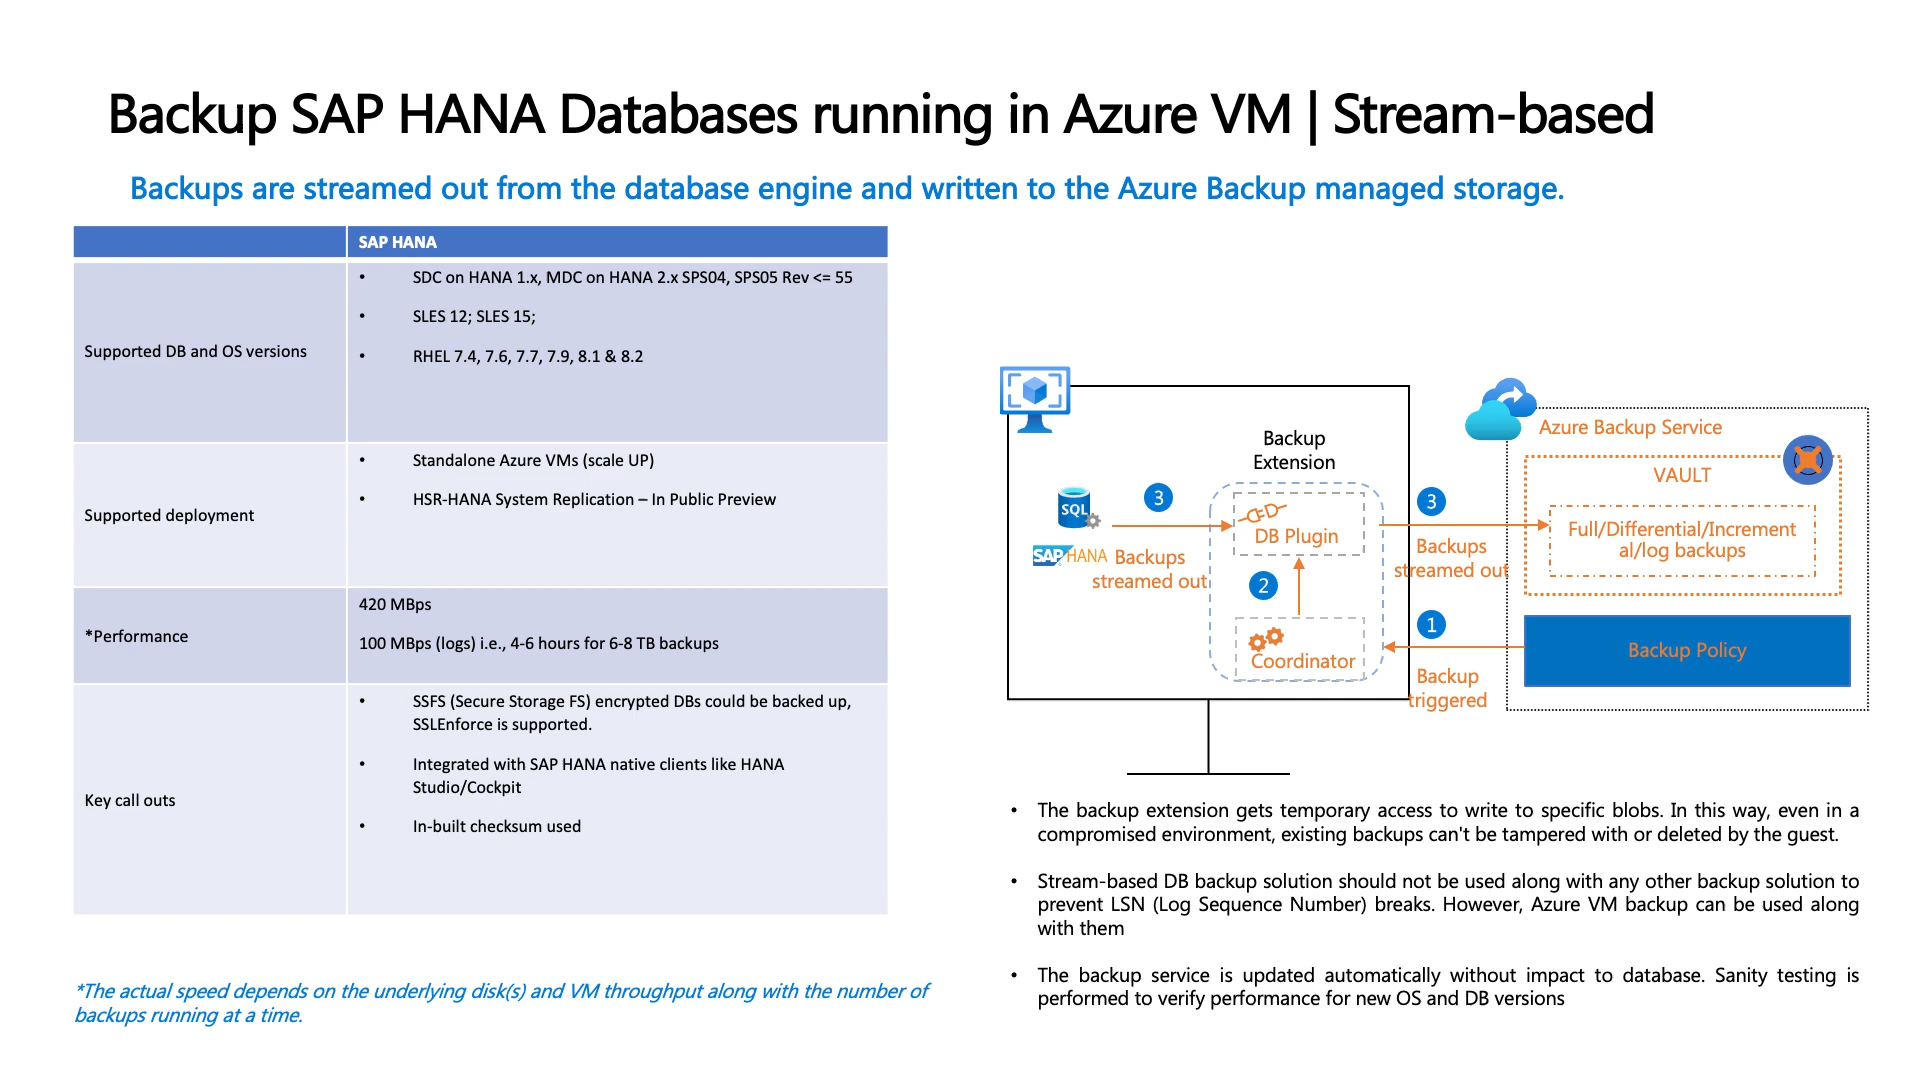 Backup SAP HANA Databases running in Azure VM | Stream-based
Backups are streamed out from the database engine and written to the Azure Backup managed storage.
SAP HANA
Supported DB and OS versions
• SDC on HANA 1.x, MDC on HANA 2.x SPS04, SPS05 Rev <= 55
• SLES 12; SLES 15;
• RHEL 7.4, 7.6, 7.7, 7.9, 8.1 & 8.2
Supported deployment
• Standalone Azure VMs (scale UP)
• HSR-HANA System Replication – In Public Preview
*Performance
420 MBps
100 MBps (logs) i.e., 4-6 hours for 6-8 TB backups
Key call outs
• SSFS (Secure Storage FS) encrypted DBs could be backed up,
SSLEnforce is supported.
• Integrated with SAP HANA native clients like HANA
Studio/Cockpit
• In-built checksum used
*The actual speed depends on the underlying disk(s) and VM throughput along with the number of
backups running at a time.
Backup
Extension
SQL
SAP HANA
3
Backups
streamed out
DB Plugin
2
Coordinator
3
Backups
streamed out
1
Backup
triggered
Azure Backup Service
VAULT
Full/Differential/Increment
al/log backups
Backup Policy
• The backup extension gets temporary access to write to specific blobs. In this way, even in a
compromised environment, existing backups can't be tampered with or deleted by the guest.
• Stream-based DB backup solution should not be used along with any other backup solution to
prevent LSN (Log Sequence Number) breaks. However, Azure VM backup can be used along
with them
• The backup service is updated automatically without impact to database. Sanity testing is
performed to verify performance for new OS and DB versions